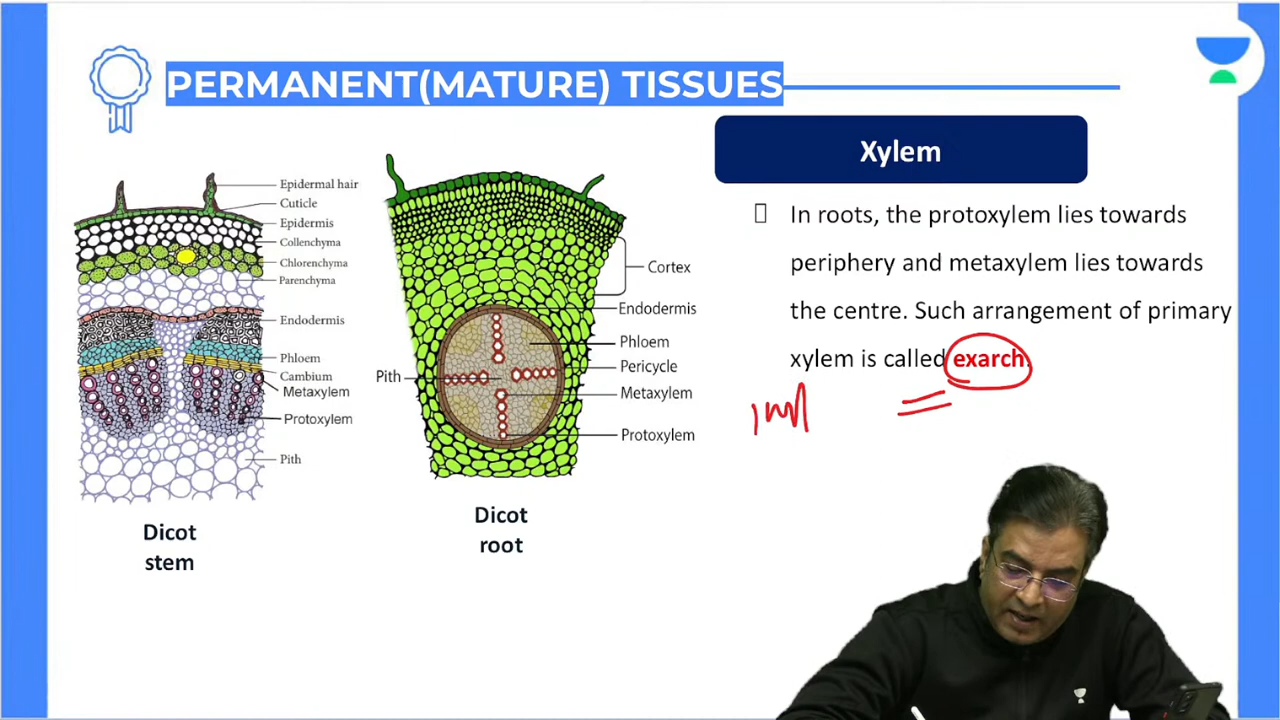 PERMANENT(MATURE) TISSUES
Xylem
In roots, the protoxylem lies towards
periphery and metaxylem lies towards
the centre. Such arrangement of primary
xylem is called exarch.
Epidermal hair
Cuticle
Epidermis
Collenchyma
Chlorenchyma
Parenchyma
Endodermis
Phloem
Cambium
Metaxylem
Protoxylem
Pith
Dicot
stem
Cortex
Endodermis
Phloem
Pericycle
Pith
Metaxylem
Protoxylem
Dicot
root